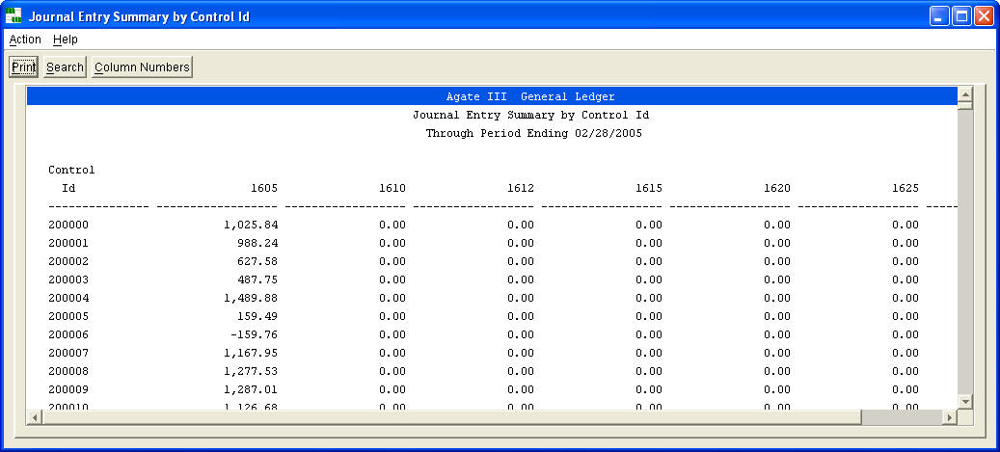 Journal Entry Summary by Control Id
Action Help
Print Search Column Numbers
Agate III General Ledger
Journal Entry Summary by Control Id
Through Period Ending 02/28/2005
Control
Id 1605 1610 1612 1615 1620 1625
200000 1,025.84 0.00 0.00 0.00 0.00 0.00
200001 988.24 0.00 0.00 0.00 0.00 0.00
200002 627.58 0.00 0.00 0.00 0.00 0.00
200003 487.75 0.00 0.00 0.00 0.00 0.00
200004 1,489.88 0.00 0.00 0.00 0.00 0.00
200005 159.49 0.00 0.00 0.00 0.00 0.00
200006 -159.76 0.00 0.00 0.00 0.00 0.00
200007 1,167.95 0.00 0.00 0.00 0.00 0.00
200008 1,277.53 0.00 0.00 0.00 0.00 0.00
200009 1,287.01 0.00 0.00 0.00 0.00 0.00
200010 1,126.68 0.00 0.00 0.00 0.00 0.00